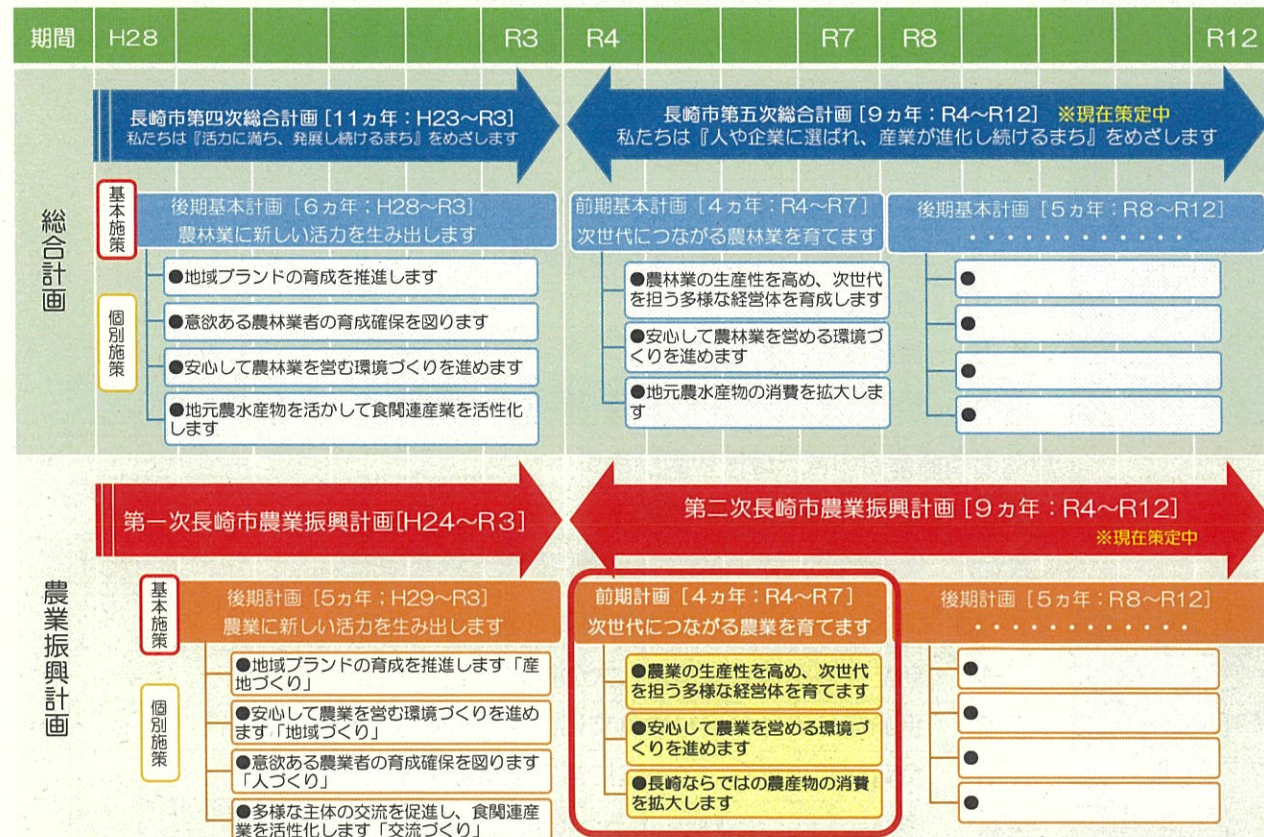 期間 H28 R3 R4 R7 R8 R12
総合計画
長崎市第四次総合計画 [11ヵ年：H23～R3]
私たちは『活力に満ち、発展し続けるまち』をめざします
長崎市第五次総合計画 [9ヵ年：R4～R12] ※現在策定中
私たちは『人や企業に選ばれ、産業が進化し続けるまち』をめざします
基本施策
後期基本計画 [6ヵ年：H28～R3]
農林業に新しい活力を生み出します
前期基本計画 [4ヵ年：R4～R7]
次世代につながる農林業を育てます
後期基本計画 [5ヵ年：R8～R12]
・・・・・・・・・・・・・
個別施策
●地域ブランドの育成を推進します
●意欲ある農林業者の育成確保を図ります
●安心して農林業を営む環境づくりを進めます
●地元農水産物を活かして食関連産業を活性化
します
●農林業の生産性を高め、次世代
を担う多様な経営体を育成します
●安心して農林業を営める環境づ
くりを進めます
●地元農水産物の消費を拡大しま
す
●
●
●
●
農業振興計画
第一次長崎市農業振興計画[H24～R3]
第二次長崎市農業振興計画 [9ヵ年：R4～R12]
※現在策定中
基本施策
後期計画 [5ヵ年；H29～R3]
農業に新しい活力を生み出します
前期計画 [4ヵ年：R4～R7]
次世代につながる農業を育てます
後期計画 [5ヵ年：R8～R12]
・・・・・・・・・・・・・
個別施策
●地域ブランドの育成を推進します「産
地づくり」
●安心して農業を営む環境づくりを進め
ます「地域づくり」
●意欲ある農業者の育成確保を図ります
「人づくり」
●多様な主体の交流を促進し、食関連産
業を活性化します「交流づくり」
●農業の生産性を高め、次世代
を担う多様な経営体を育てます
●安心して農業を営める環境づ
くりを進めます
●長崎ならではの農産物の消費
を拡大します
●
●
●
●